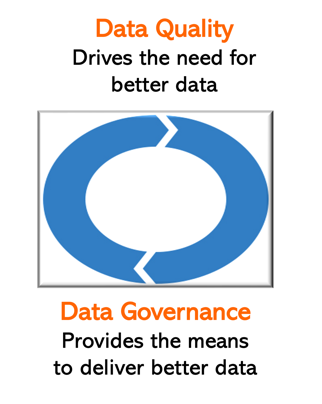 Data Quality
Drives the need for
better data
Data Governance
Provides the means
to deliver better data